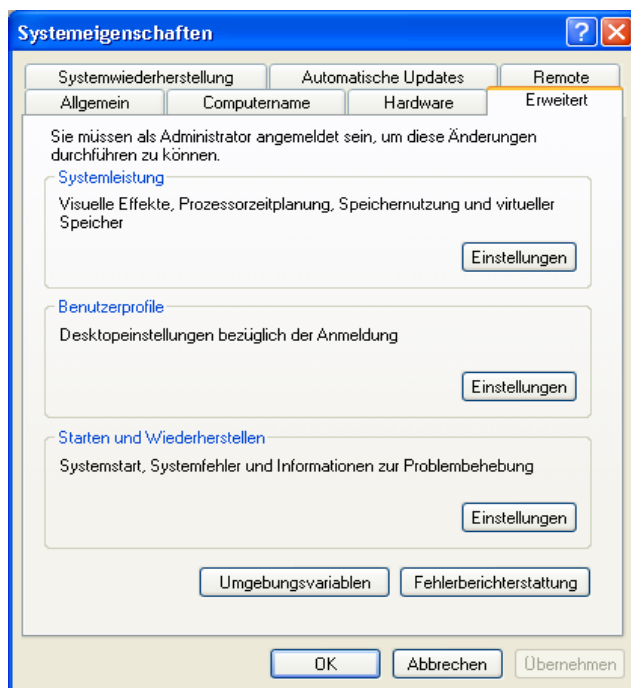 Systemeigenschaften
Systemwiederherstellung Automatische Updates Remote
Allgemein Computername Hardware Erweitert
Sie müssen als Administrator angemeldet sein, um diese Änderungen
durchführen zu können.
Systemleistung
Visuelle Effekte, Prozessorzeitplanung, Speichernutzung und virtueller
Speicher
Einstellungen
Benutzerprofile
Desktopeinstellungen bezüglich der Anmeldung
Einstellungen
Starten und Wiederherstellen
Systemstart, Systemfehler und Informationen zur Problembehebung
Einstellungen
Umgebungsvariablen Fehlerberichterstattung
OK Abbrechen Übernehmen